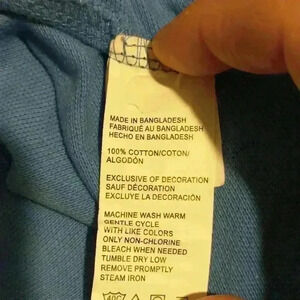 MADE IN BANGLADESH
FABRIQUÉ AU BANGLADESH
HECHO EN BANGLADESH
100% COTTON/COTON/
ALGODÓN
EXCLUSIVE OF DECORATION
SAUF DÉCORATION
EXCLUYE LA DECORACIÓN
MACHINE WASH WARM
GENTLE CYCLE
WITH LIKE COLORS
ONLY NON-CHLORINE
BLEACH WHEN NEEDED
TUMBLE DRY LOW
REMOVE PROMPTLY
STEAM IRON
40C